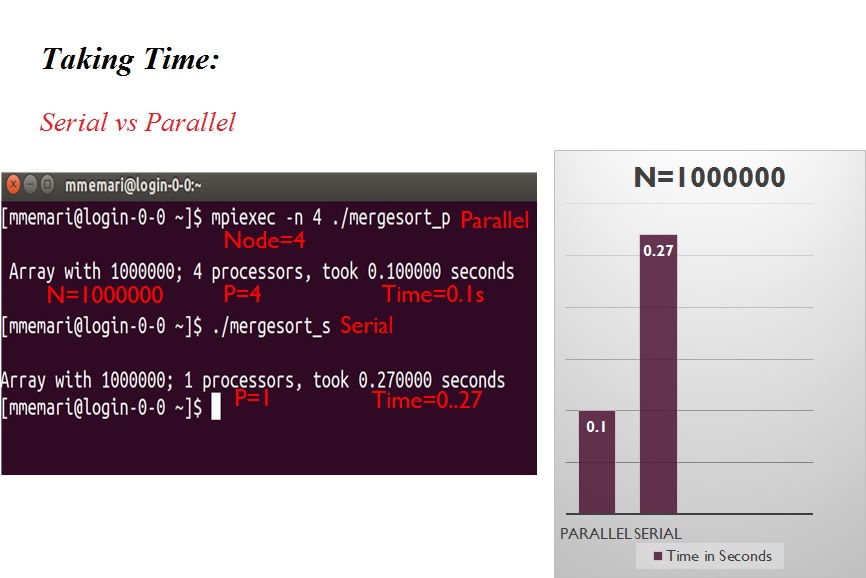 Taking Time:
Serial vs Parallel
mmemari@login-0-0:~
[mmemari@login-0-0 ~]$ mpiexec -n 4 ./mergesort_p Parallel
Node=4
Array with 1000000; 4 processors, took 0.100000 seconds
N=1000000 P=4 Time=0.1s
[mmemari@login-0-0 ~]$ ./mergesort_s Serial
Array with 1000000; 1 processors, took 0.270000 seconds
P=1 Time=0..27
[mmemari@login-0-0 ~]$
N=1000000
0.27
0.1
PARALLEL SERIAL
Time in Seconds